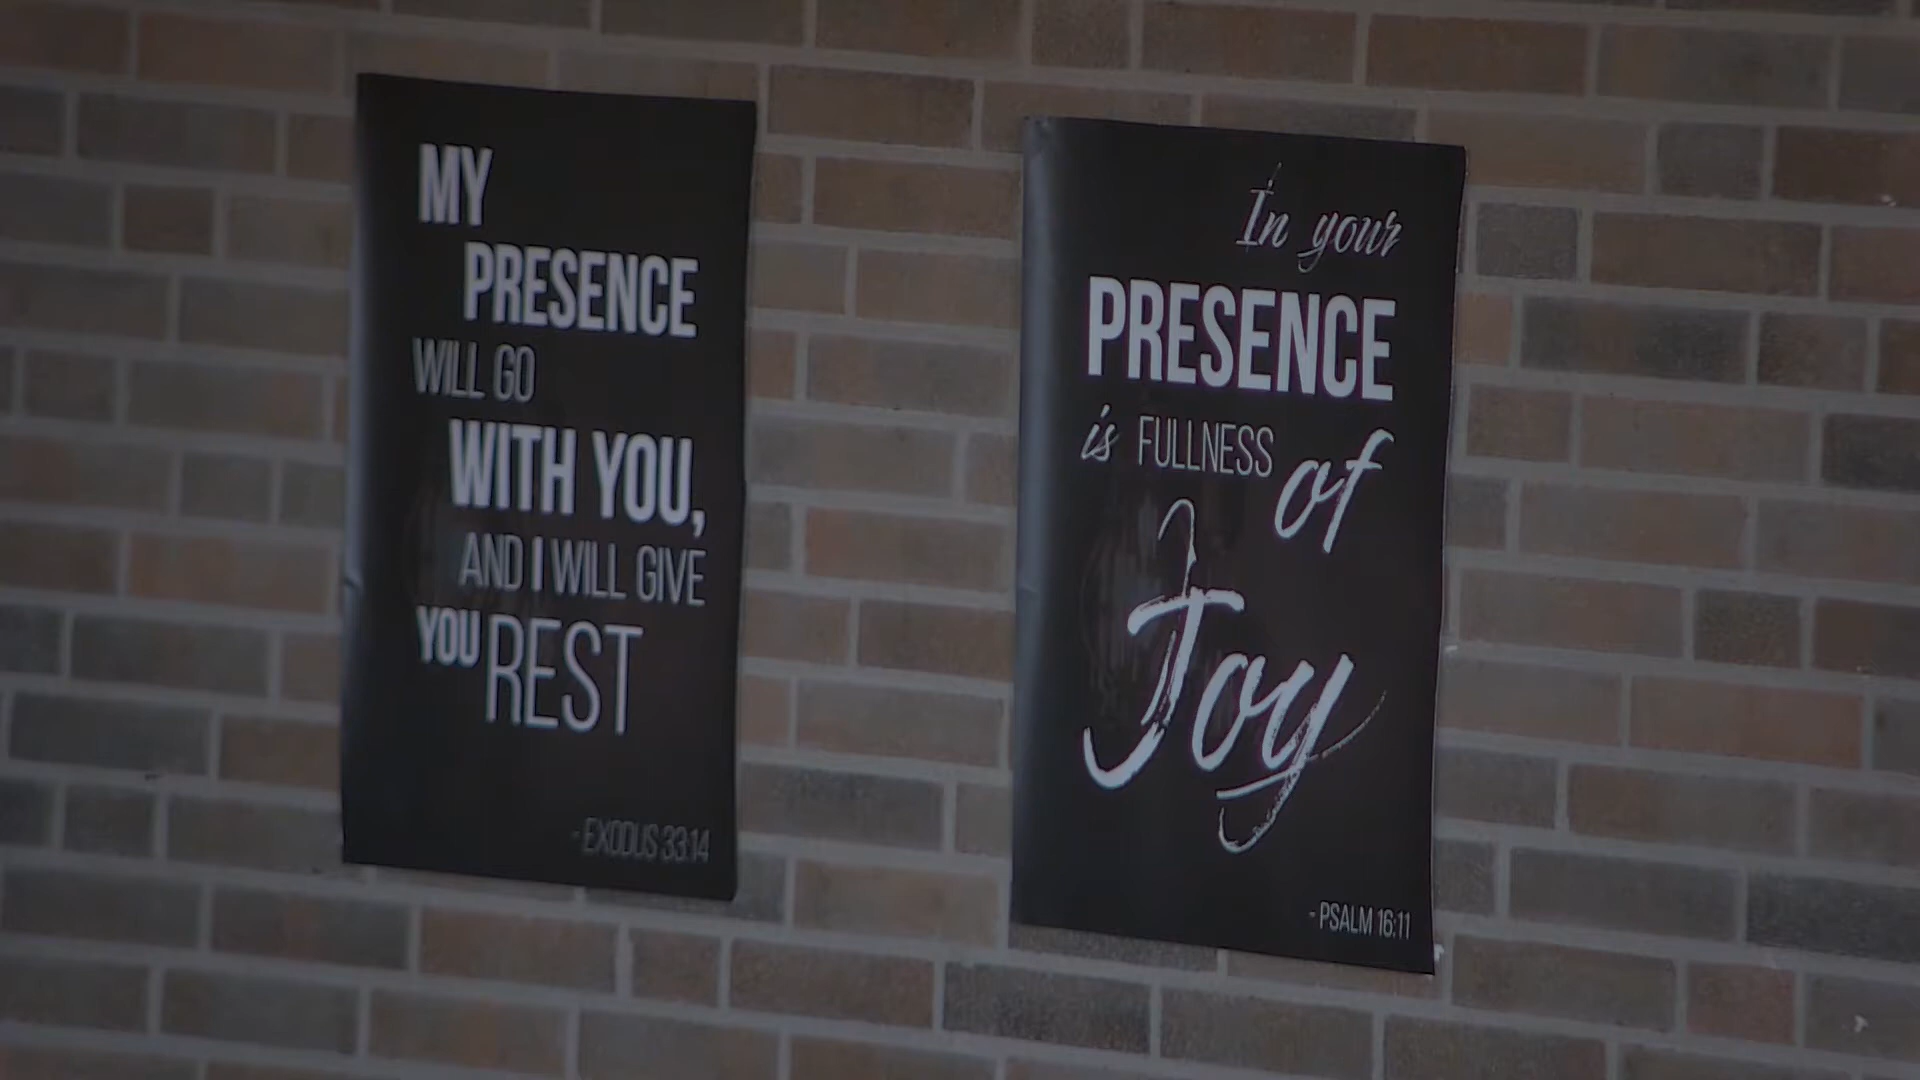 MY
PRESENCE
WILL GO
WITH YOU,
AND I WILL GIVE
YOU REST
- EXODUS 33:14
In your
PRESENCE
is FULLNESS of
Joy
- PSALM 16:11